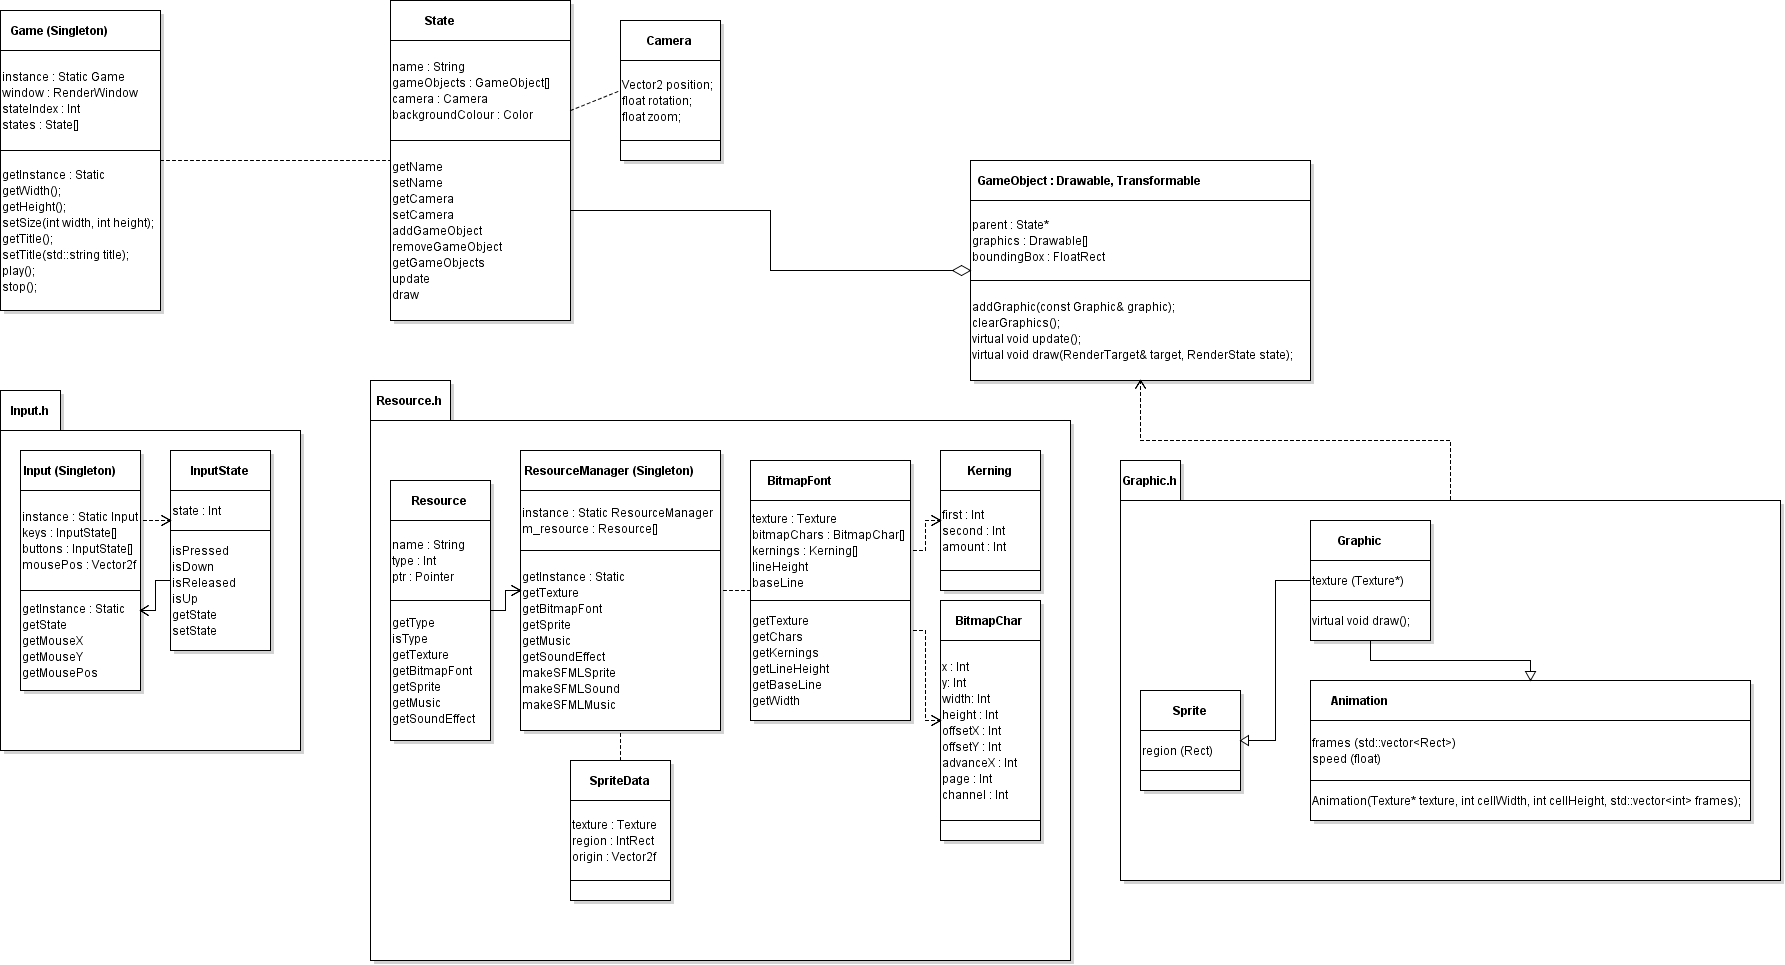 Game (Singleton)
instance : Static Game
window : RenderWindow
stateIndex : Int
states : State[]
getInstance : Static
getWidth();
getHeight();
setSize(int width, int height);
getTitle();
setTitle(std::string title);
play();
stop();
State
name : String
gameObjects : GameObject[]
camera : Camera
backgroundColour : Color
getName
setName
getCamera
setCamera
addGameObject
removeGameObject
getGameObjects
update
draw
Camera
Vector2 position;
float rotation;
float zoom;
GameObject : Drawable, Transformable
parent : State*
graphics : Drawable[]
boundingBox : FloatRect
addGraphic(const Graphic& graphic);
clearGraphics();
virtual void update();
virtual void draw(RenderTarget& target, RenderState state);
Input.h
Input (Singleton)
instance : Static Input
keys : InputState[]
buttons : InputState[]
mousePos : Vector2f
getInstance : Static
getState
getMouseX
getMouseY
getMousePos
InputState
state : Int
isPressed
isDown
isReleased
isUp
getState
setState
Resource.h
Resource
name : String
type : Int
ptr : Pointer
getType
isType
getTexture
getBitmapFont
getSprite
getMusic
getSoundEffect
ResourceManager (Singleton)
instance : Static ResourceManager
m_resource : Resource[]
getInstance : Static
getTexture
getBitmapFont
getSprite
getMusic
getSoundEffect
makeSFMLSprite
makeSFMLSound
makeSFMLMusic
SpriteData
texture : Texture
region : IntRect
origin : Vector2f
BitmapFont
texture : Texture
bitmapChars : BitmapChar[]
kernings : Kerning[]
lineHeight
baseLine
getTexture
getChars
getKernings
getLineHeight
getBaseLine
getWidth
Kerning
first : Int
second : Int
amount : Int
BitmapChar
x : Int
y: Int
width: Int
height : Int
offsetX : Int
offsetY : Int
advanceX : Int
page : Int
channel : Int
Graphic.h
Graphic
texture (Texture*)
virtual void draw();
Sprite
region (Rect)
Animation
frames (std::vector<Rect>)
speed (float)
Animation(Texture* texture, int cellWidth, int cellHeight, std::vector<int> frames);